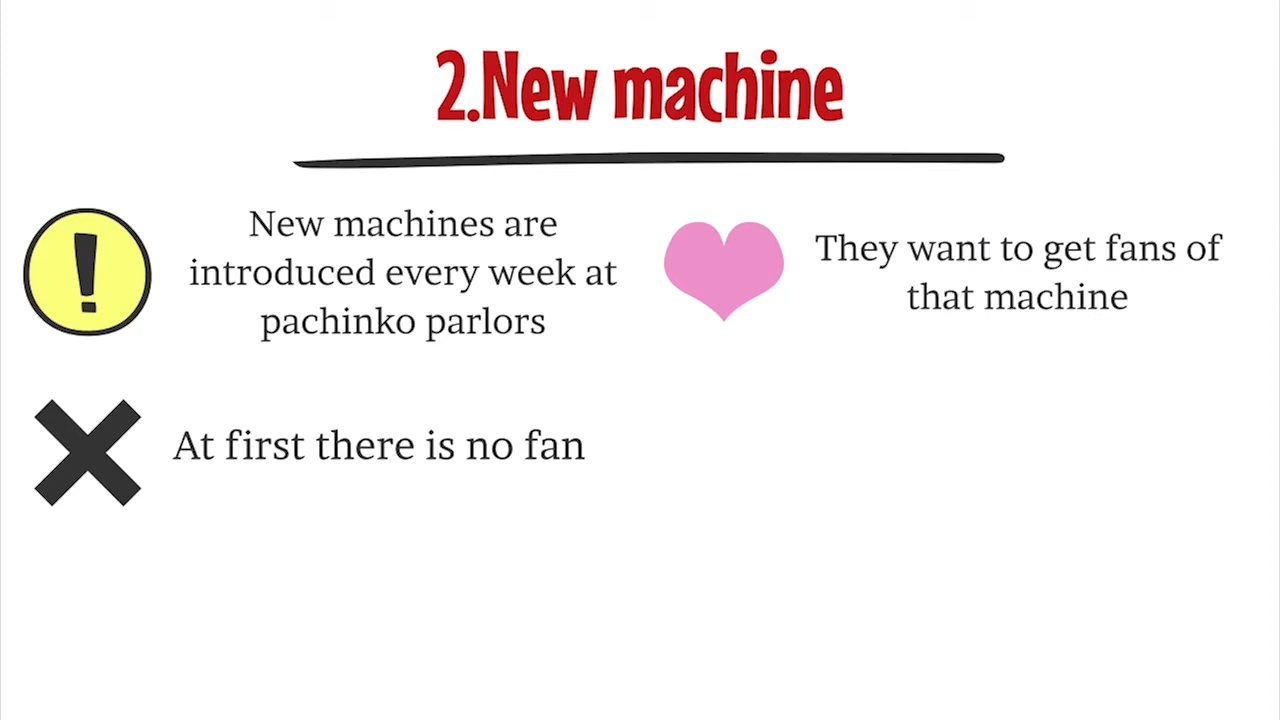 2.New machine
New machines are
introduced every week at
pachinko parlors
They want to get fans of
that machine
At first there is no fan